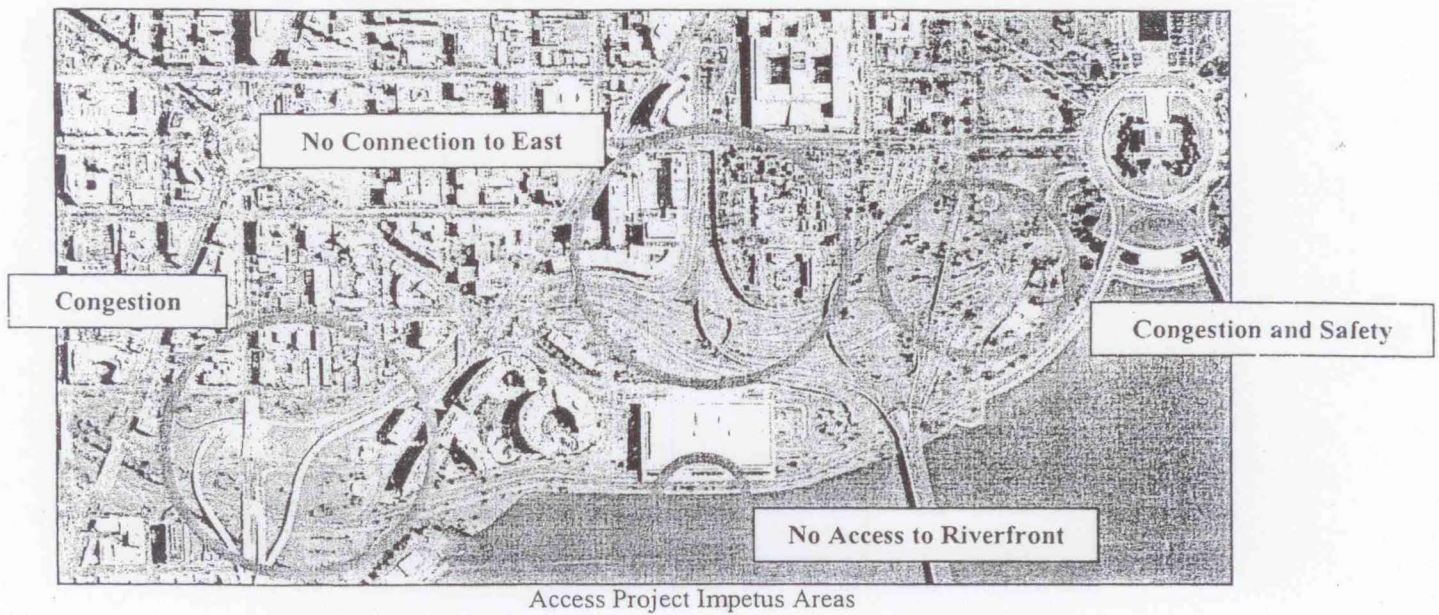 No Connection to East
Congestion
Congestion and Safety
No Access to Riverfront
Access Project Impetus Areas